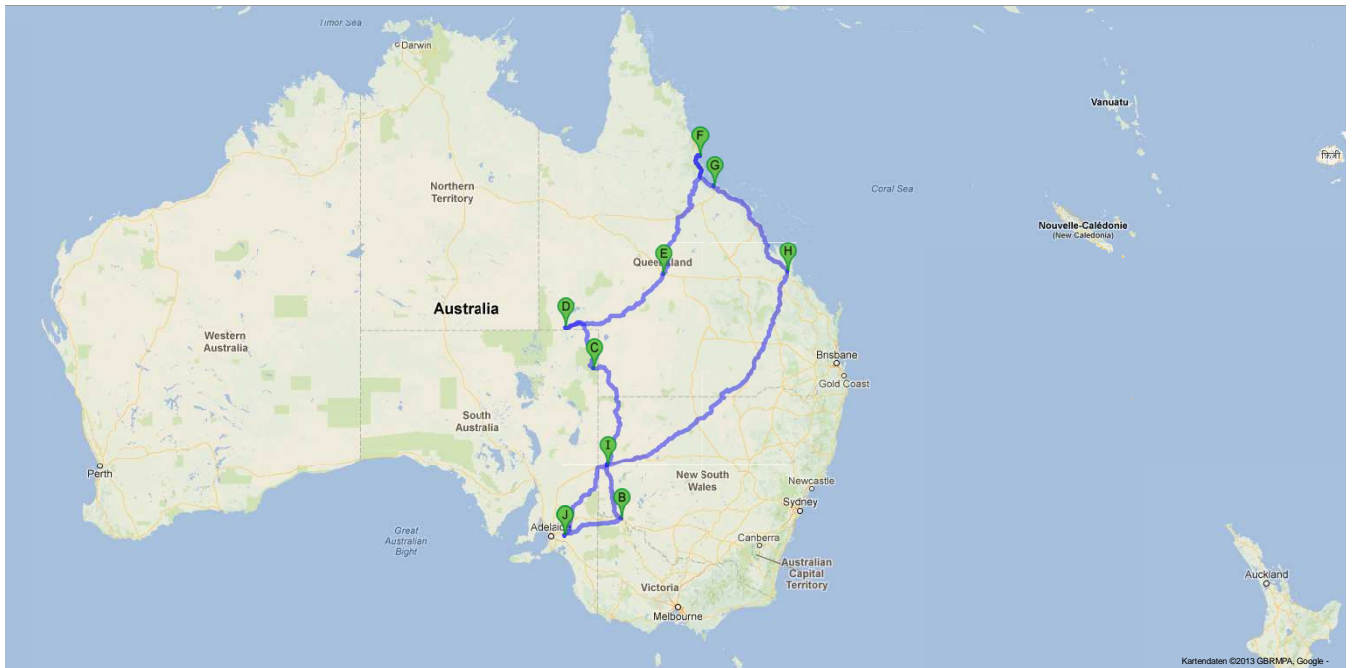 Timor Sea
Darwin
F
Vanuatu
G
Coral Sea
Northern
Territory
Nouvelle-Calédonie
(New Caledonia)
H
E
Queensland
D
Australia
Western
Australia
C
Brisbane
Gold Coast
South
Australia
I
Perth
New South
Wales
Newcastle
B
Sydney
J
Great
Australian
Bight
Adelaide
Canberra
Australian
Capital
Territory
Victoria
Auckland
Melbourne
Kartendaten ©2013 GBRMPA, Google -